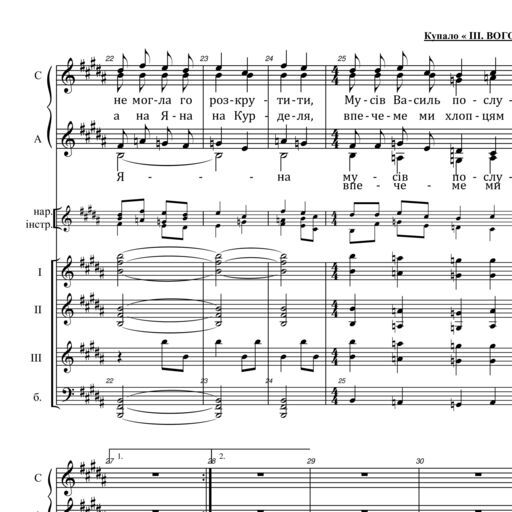 Купало « ІІІ. ВОГО
22 23 24 25
С
не мог-ла го роз-кру - ти-ти, Му-сів Ва-силь по - слу-
а на Я-на на Кур - де-ля, впе-че-ме ми хлоп-цям
А
Я - - - на му - сів по - слу-
впе - че - ме ми
нар.
інстр.
І
ІІ
ІІІ
22 23 24 25
б.
27 1. 28 2. 29 30
С
А